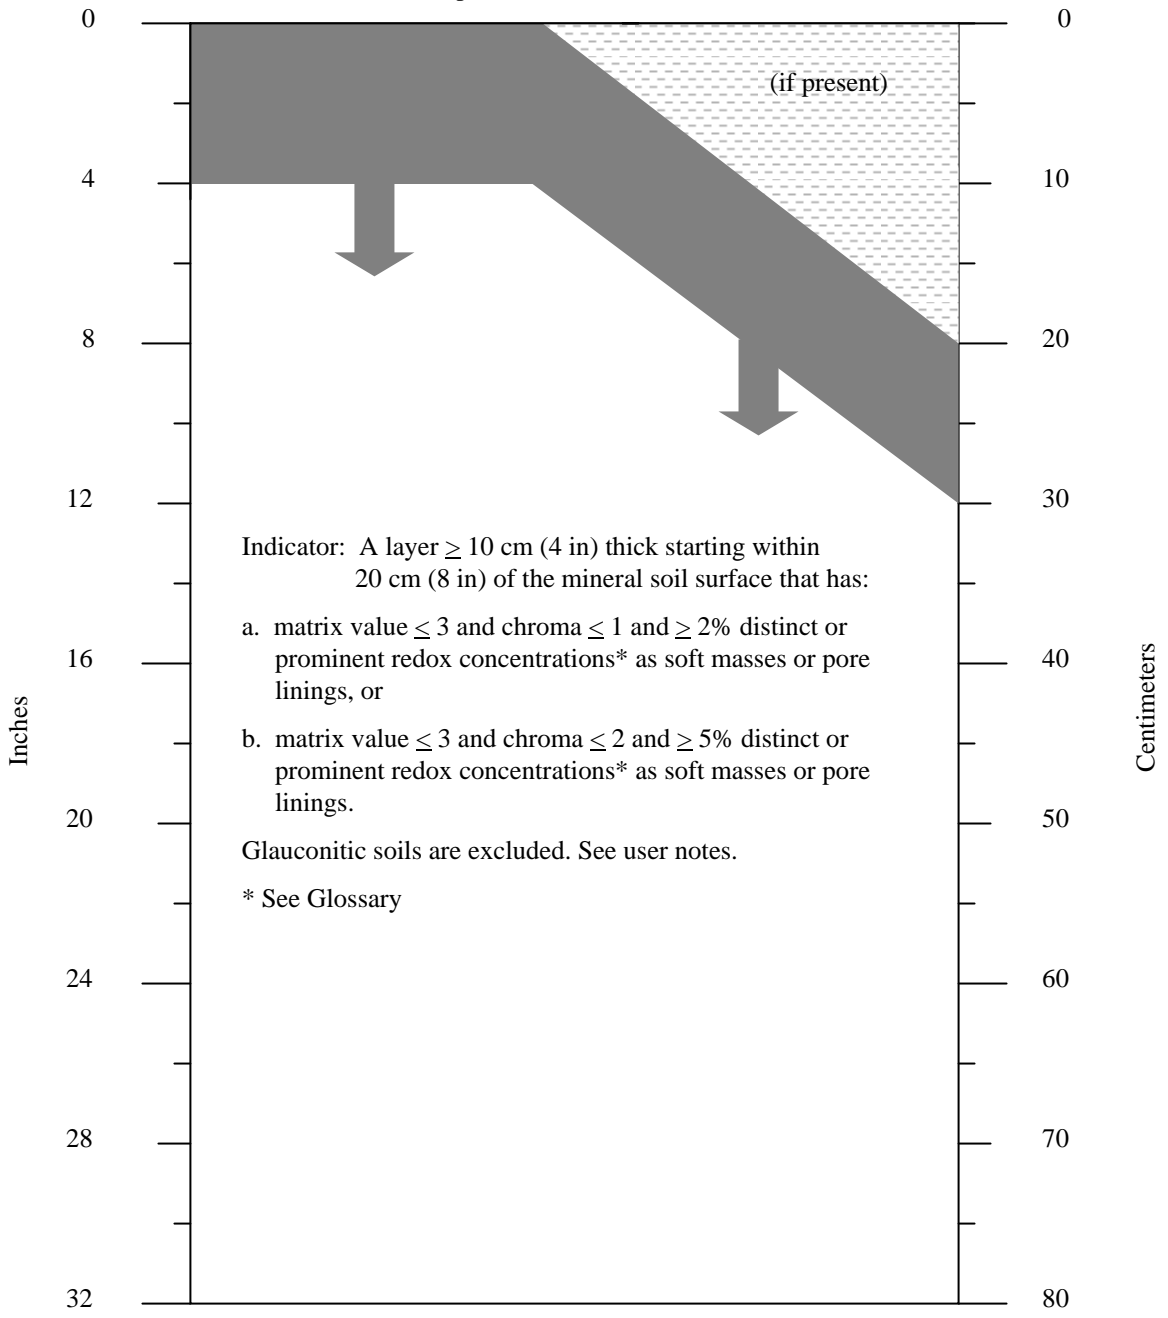 0
0
(if present)
4
10
8
20
12
30
Indicator: A layer ≥ 10 cm (4 in) thick starting within
20 cm (8 in) of the mineral soil surface that has:
a. matrix value ≤ 3 and chroma ≤ 1 and ≥ 2% distinct or
prominent redox concentrations* as soft masses or pore
linings, or
16
40
Inches
Centimeters
b. matrix value ≤ 3 and chroma ≤ 2 and ≥ 5% distinct or
prominent redox concentrations* as soft masses or pore
linings.
20
50
Glauconitic soils are excluded. See user notes.
* See Glossary
24
60
28
70
32
80